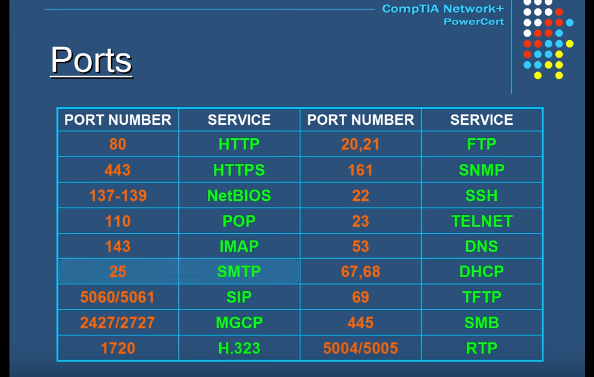 CompTIA Network+
PowerCert
Ports
PORT NUMBER SERVICE PORT NUMBER SERVICE
80 HTTP 20,21 FTP
443 HTTPS 161 SNMP
137-139 NetBIOS 22 SSH
110 POP 23 TELNET
143 IMAP 53 DNS
25 SMTP 67,68 DHCP
5060/5061 SIP 69 TFTP
2427/2727 MGCP 445 SMB
1720 H.323 5004/5005 RTP